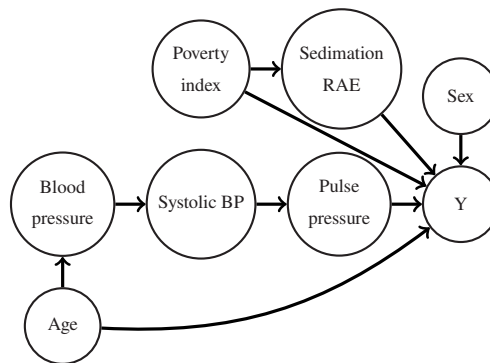 Poverty
index
Sedimation
RAE
Sex
Blood
pressure
Systolic BP
Pulse
pressure
Y
Age